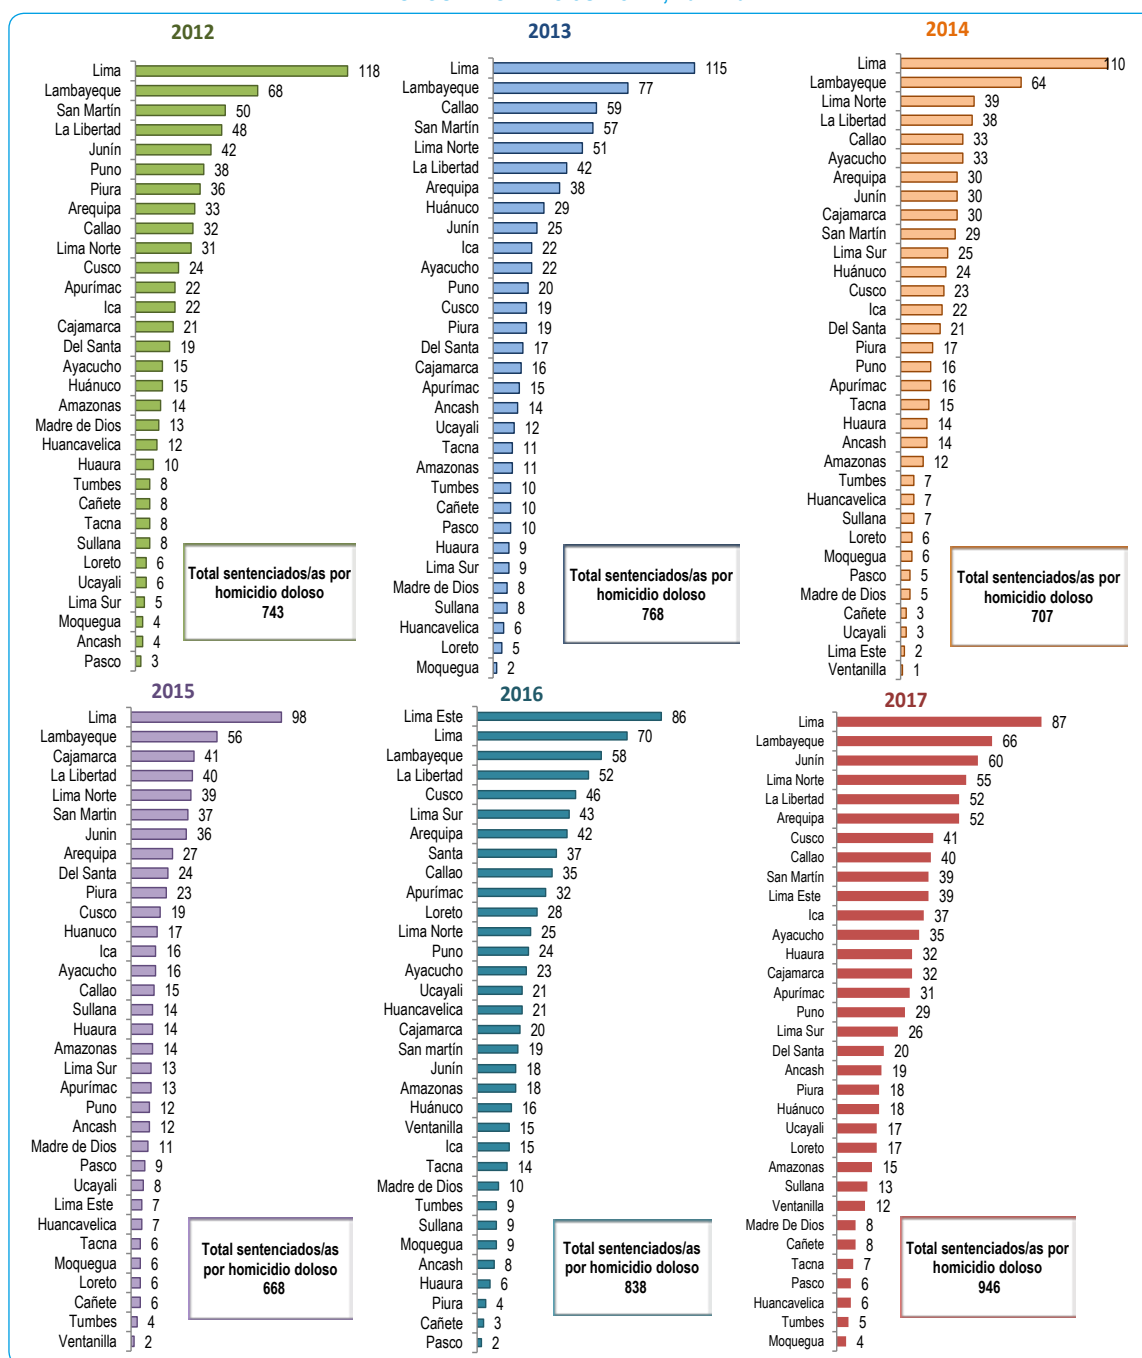 2012
Lima 118
Lambayeque 68
San Martín 50
La Libertad 48
Junín 42
Puno 38
Piura 36
Arequipa 33
Callao 32
Lima Norte 31
Cusco 24
Apurímac 22
Ica 22
Cajamarca 21
Del Santa 19
Ayacucho 15
Huánuco 15
Amazonas 14
Madre de Dios 13
Huancavelica 12
Huaura 10
Tumbes 8
Cañete 8
Tacna 8
Sullana 8
Loreto 6
Ucayali 6
Lima Sur 5
Moquegua 4
Ancash 4
Pasco 3
Total sentenciados/as por
homicidio doloso
743
2013
Lima 115
Lambayeque 77
Callao 59
San Martín 57
Lima Norte 51
La Libertad 42
Arequipa 38
Huánuco 29
Junín 25
Ica 22
Ayacucho 22
Puno 20
Cusco 19
Piura 19
Del Santa 17
Cajamarca 16
Apurímac 15
Ancash 14
Ucayali 12
Tacna 11
Amazonas 11
Tumbes 10
Cañete 10
Pasco 10
Huaura 9
Lima Sur 9
Madre de Dios 8
Sullana 8
Huancavelica 6
Loreto 5
Moquegua 2
Total sentenciados/as por
homicidio doloso
768
2014
Lima 110
Lambayeque 64
Lima Norte 39
La Libertad 38
Callao 33
Ayacucho 33
Arequipa 30
Junín 30
Cajamarca 30
San Martín 29
Lima Sur 25
Huánuco 24
Cusco 23
Ica 22
Del Santa 21
Piura 17
Puno 16
Apurímac 16
Tacna 15
Huaura 14
Ancash 14
Amazonas 12
Tumbes 7
Huancavelica 7
Sullana 7
Loreto 6
Moquegua 6
Pasco 5
Madre de Dios 5
Cañete 3
Ucayali 3
Lima Este 2
Ventanilla 1
Total sentenciados/as por
homicidio doloso
707
2015
Lima 98
Lambayeque 56
Cajamarca 41
La Libertad 40
Lima Norte 39
San Martin 37
Junin 36
Arequipa 27
Del Santa 24
Piura 23
Cusco 19
Huanuco 17
Ica 16
Ayacucho 16
Callao 15
Sullana 14
Huaura 14
Amazonas 14
Lima Sur 13
Apurímac 13
Puno 12
Ancash 12
Madre de Dios 11
Pasco 9
Ucayali 8
Lima Este 7
Huancavelica 7
Tacna 6
Moquegua 6
Loreto 6
Cañete 6
Tumbes 4
Ventanilla 2
Total sentenciados/as
por homicidio doloso
668
2016
Lima Este 86
Lima 70
Lambayeque 58
La Libertad 52
Cusco 46
Lima Sur 43
Arequipa 42
Santa 37
Callao 35
Apurímac 32
Loreto 28
Lima Norte 25
Puno 24
Ayacucho 23
Ucayali 21
Huancavelica 21
Cajamarca 20
San martín 19
Junín 18
Amazonas 18
Huánuco 16
Ventanilla 15
Ica 15
Tacna 14
Madre de Dios 10
Tumbes 9
Sullana 9
Moquegua 9
Ancash 8
Huaura 6
Piura 4
Cañete 3
Pasco 2
Total sentenciados/as
por homicidio doloso
838
2017
Lima 87
Lambayeque 66
Junín 60
Lima Norte 55
La Libertad 52
Arequipa 52
Cusco 41
Callao 40
San Martín 39
Lima Este 39
Ica 37
Ayacucho 35
Huaura 32
Cajamarca 32
Apurímac 31
Puno 29
Lima Sur 26
Del Santa 20
Ancash 19
Piura 18
Huánuco 18
Ucayali 17
Loreto 17
Amazonas 15
Sullana 13
Ventanilla 12
Madre De Dios 8
Cañete 8
Tacna 7
Pasco 6
Huancavelica 6
Tumbes 5
Moquegua 4
Total sentenciados/as por
homicidio doloso
946